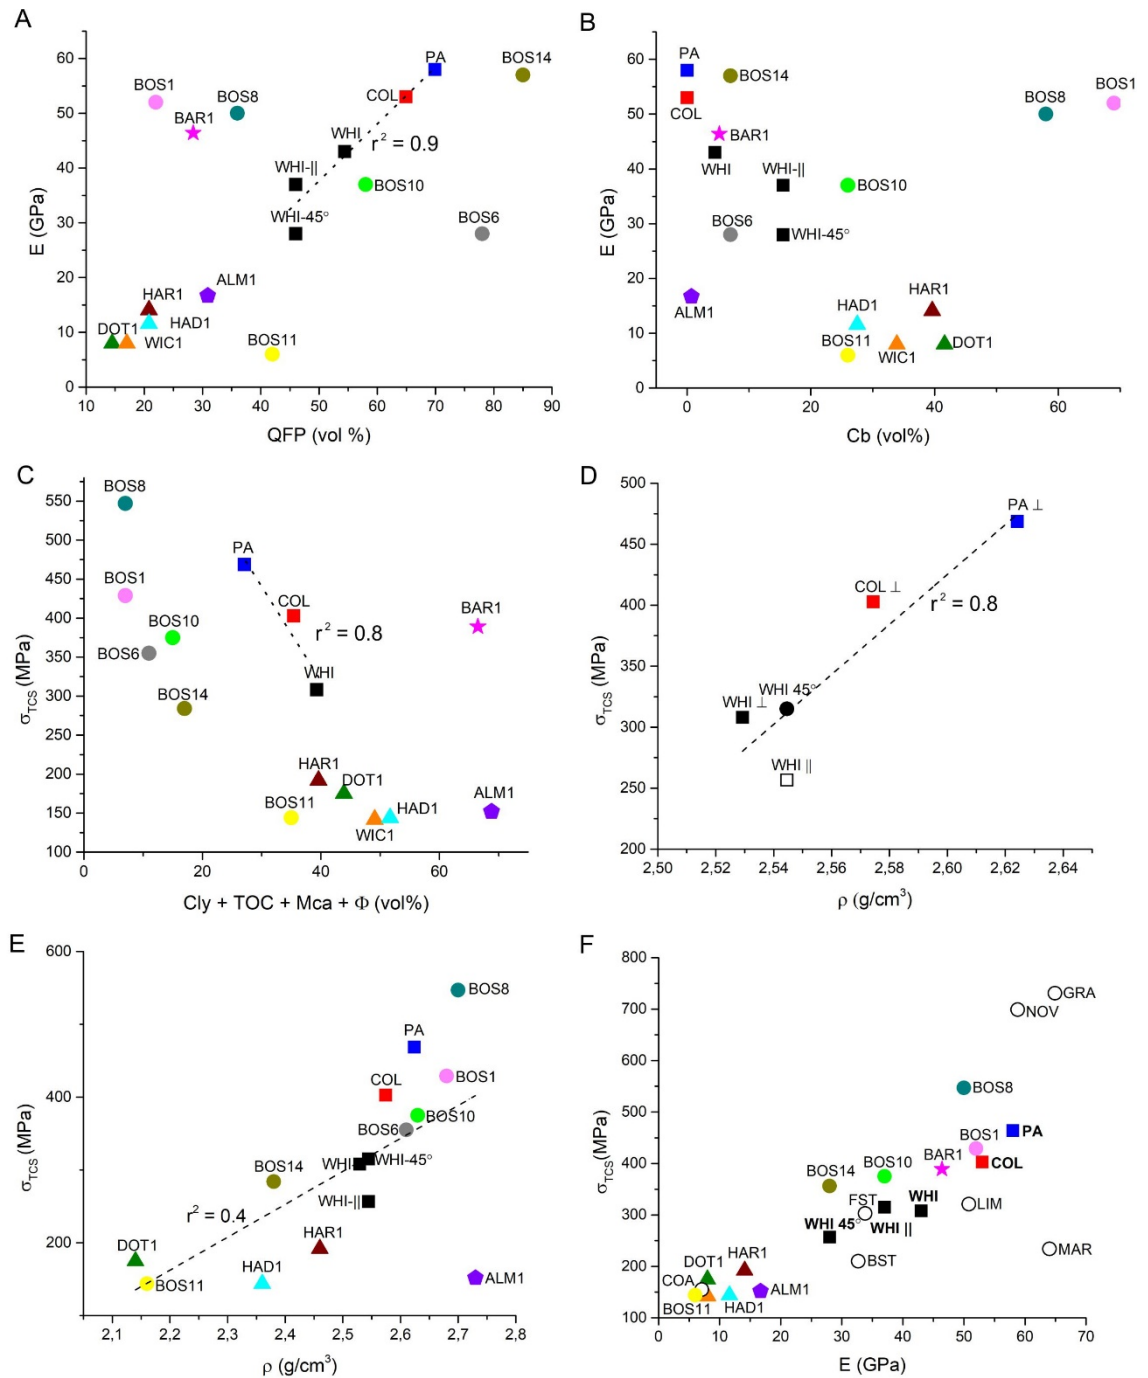 A
E (GPa)
60
50
40
30
20
10
0
BOS1
BAR1
BOS8
PA
BOS14
COL
WHI
r² = 0.9
WHI-||
BOS10
WHI-45°
BOS6
HAR1
ALM1
HAD1
DOT1
WIC1
BOS11
10 20 30 40 50 60 70 80 90
QFP (vol %)
B
E (GPa)
60
50
40
30
20
10
0
PA
BOS14
COL
BAR1
WHI
WHI-||
BOS10
BOS8
BOS1
BOS6
WHI-45°
ALM1
HAD1
HAR1
BOS11
WIC1
DOT1
0 20 40 60
Cb (vol%)
C
σTCS (MPa)
550
500
450
400
350
300
250
200
150
100
BOS8
PA
BOS1
COL
BAR1
BOS10
r² = 0.8
BOS6
WHI
BOS14
HAR1
DOT1
BOS11
HAD1
ALM1
WIC1
0 20 40 60
Cly + TOC + Mca + Φ (vol%)
D
σTCS (MPa)
500
450
400
350
300
250
200
PA ⊥
COL ⊥
r² = 0.8
WHI 45°
WHI ⊥
WHI ||
2,50 2,52 2,54 2,56 2,58 2,60 2,62 2,64
ρ (g/cm³)
E
σTCS (MPa)
600
400
200
BOS8
PA
COL
BOS1
BOS10
BOS6
BOS14
WHI
WHI-45°
WHI-||
r² = 0.4
DOT1
HAR1
HAD1
BOS11
ALM1
2,1 2,2 2,3 2,4 2,5 2,6 2,7 2,8
ρ (g/cm³)
F
σTCS (MPa)
800
700
600
500
400
300
200
100
GRA
NOV
BOS8
BOS1
PA
BAR1
COL
BOS10
BOS14
FST
WHI
LIM
WHI 45°
WHI ||
BST
MAR
HAR1
DOT1
COA
ALM1
BOS11
HAD1
0 10 20 30 40 50 60 70
E (GPa)